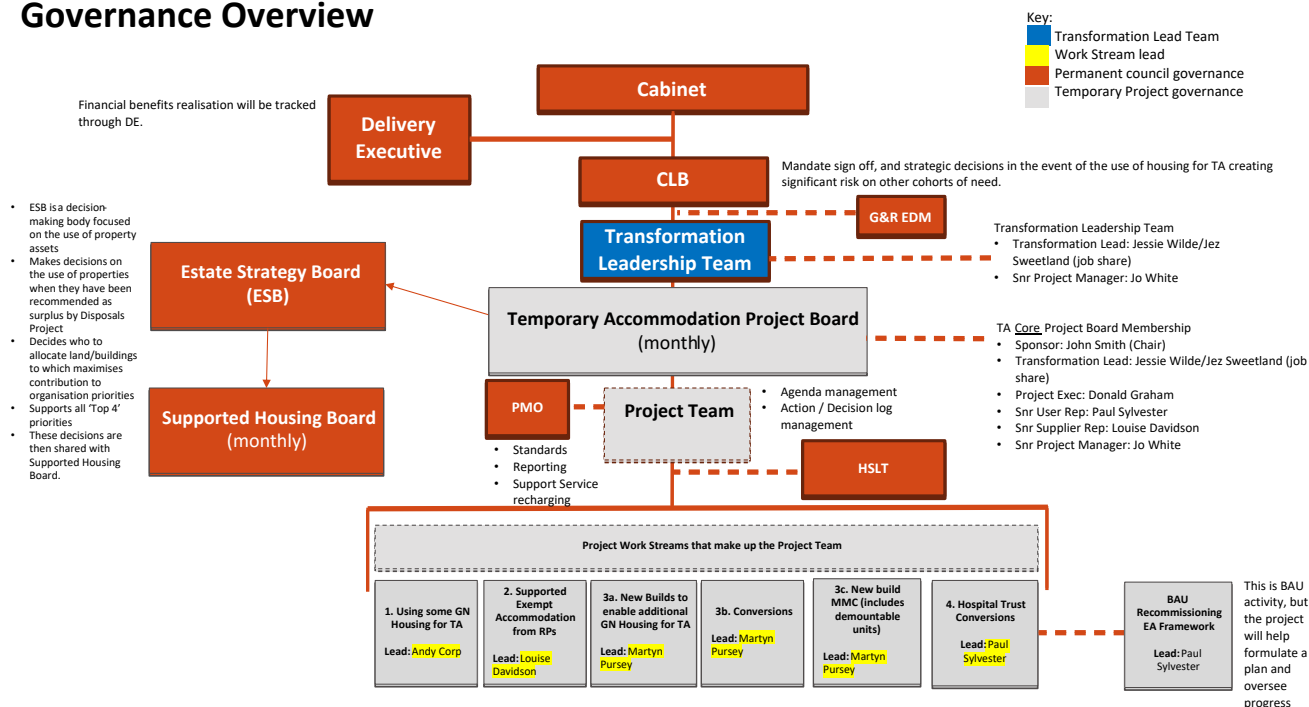 Governance Overview
Key:
Transformation Lead Team
Work Stream lead
Permanent council governance
Temporary Project governance
Cabinet
Financial benefits realisation will be tracked
through DE.
Delivery
Executive
CLB
Mandate sign off, and strategic decisions in the event of the use of housing for TA creating
significant risk on other cohorts of need.
G&R EDM
Transformation
Leadership Team
Transformation Leadership Team
• Transformation Lead: Jessie Wilde/Jez
Sweetland (job share)
• Snr Project Manager: Jo White
• ESB is a decision-
making body focused
on the use of property
assets
• Makes decisions on
the use of properties
when they have been
recommended as
surplus by Disposals
Project
• Decides who to
allocate land/buildings
to which maximises
contribution to
organisation priorities
• Supports all ‘Top 4’
priorities
• These decisions are
then shared with
Supported Housing
Board.
Estate Strategy Board
(ESB)
Supported Housing Board
(monthly)
Temporary Accommodation Project Board
(monthly)
TA Core Project Board Membership
• Sponsor: John Smith (Chair)
• Transformation Lead: Jessie Wilde/Jez Sweetland (job
share)
• Project Exec: Donald Graham
• Snr User Rep: Paul Sylvester
• Snr Supplier Rep: Louise Davidson
• Snr Project Manager: Jo White
PMO
• Standards
• Reporting
• Support Service
recharging
Project Team
• Agenda management
• Action / Decision log
management
HSLT
Project Work Streams that make up the Project Team
1. Using some GN
Housing for TA
Lead: Andy Corp
2. Supported
Exempt
Accommodation
from RPs
Lead: Louise
Davidson
3a. New Builds to
enable additional
GN Housing for TA
Lead: Martyn
Pursey
3b. Conversions
Lead: Martyn
Pursey
3c. New build
MMC (includes
demountable
units)
Lead: Martyn
Pursey
4. Hospital Trust
Conversions
Lead: Paul
Sylvester
BAU
Recommissioning
EA Framework
Lead: Paul
Sylvester
This is BAU
activity, but
the project
will help
formulate a
plan and
oversee
progress